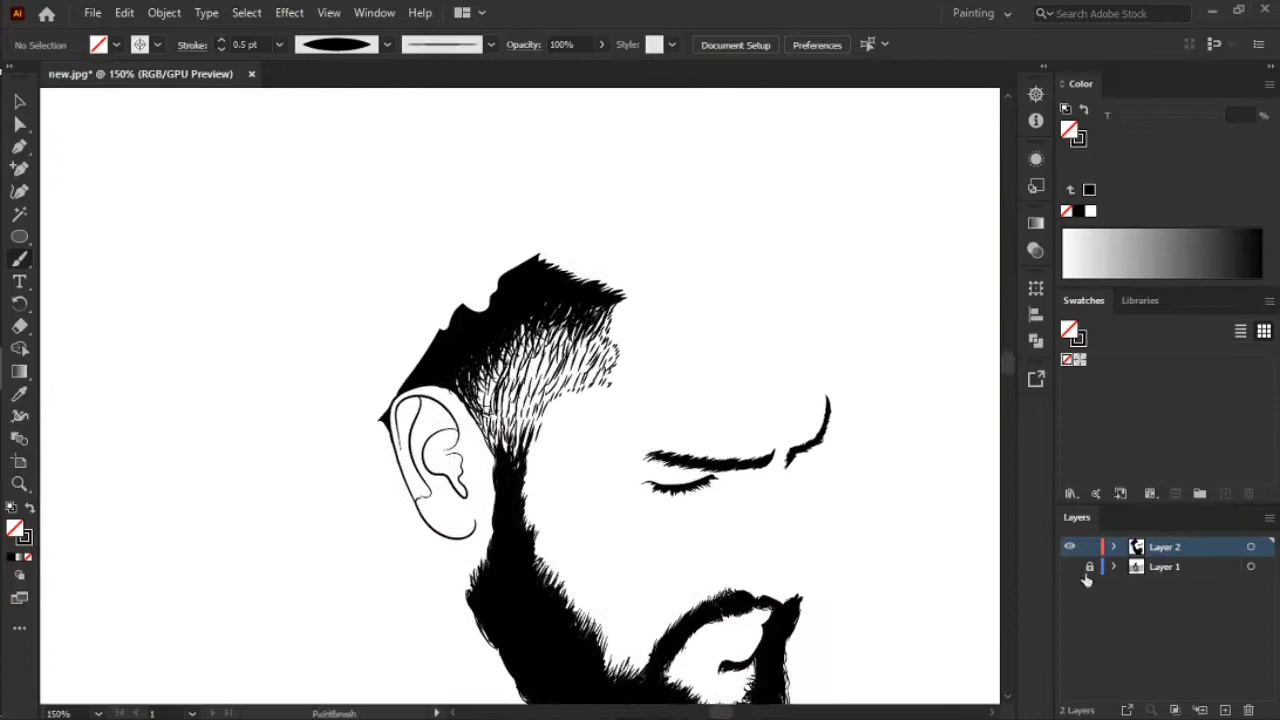 Ai File Edit Object Type Select Effect View Window Help Painting Search Adobe Stock
No Selection Stroke: 0.5 pt Opacity: 100% Style: Document Setup Preferences
new.jpg* @ 150% (RGB/GPU Preview) ×
Color
T %
Swatches Libraries
Layers
Layer 2
Layer 1
2 Layers
150% 1 Paintbrush